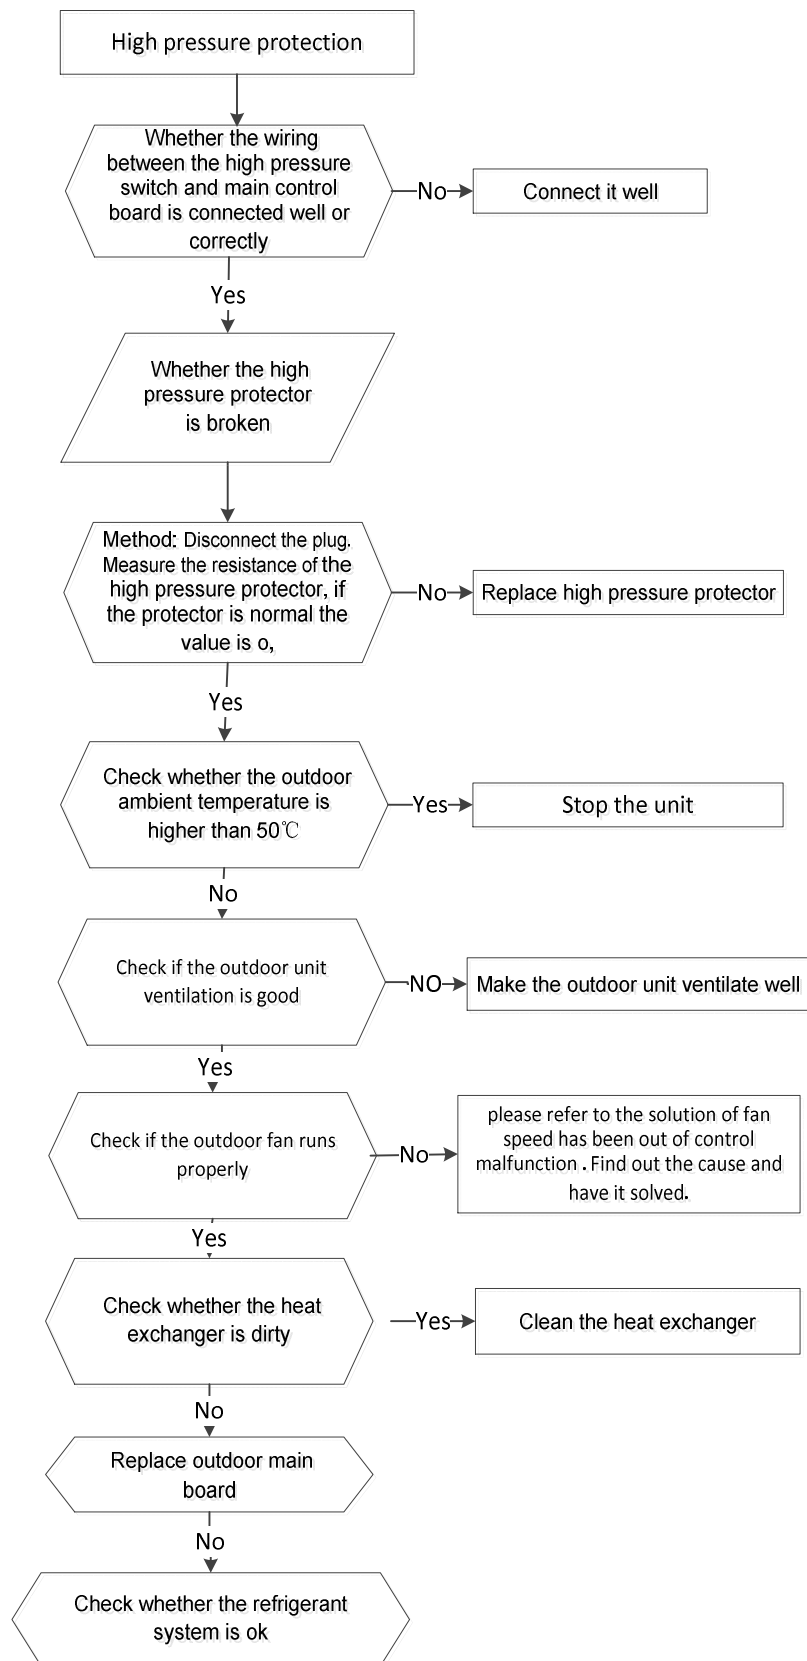 High pressure protection
Whether the wiring
between the high pressure
switch and main control
board is connected well or
correctly
No
Connect it well
Yes
Whether the high
pressure protector
is broken
Method: Disconnect the plug.
Measure the resistance of the
high pressure protector, if
the protector is normal the
value is o,
No
Replace high pressure protector
Yes
Check whether the outdoor
ambient temperature is
higher than 50℃
Yes
Stop the unit
No
Check if the outdoor unit
ventilation is good
NO
Make the outdoor unit ventilate well
Yes
Check if the outdoor fan runs
properly
No
please refer to the solution of fan
speed has been out of control
malfunction . Find out the cause and
have it solved.
Yes
Check whether the heat
exchanger is dirty
Yes
Clean the heat exchanger
No
Replace outdoor main
board
No
Check whether the refrigerant
system is ok